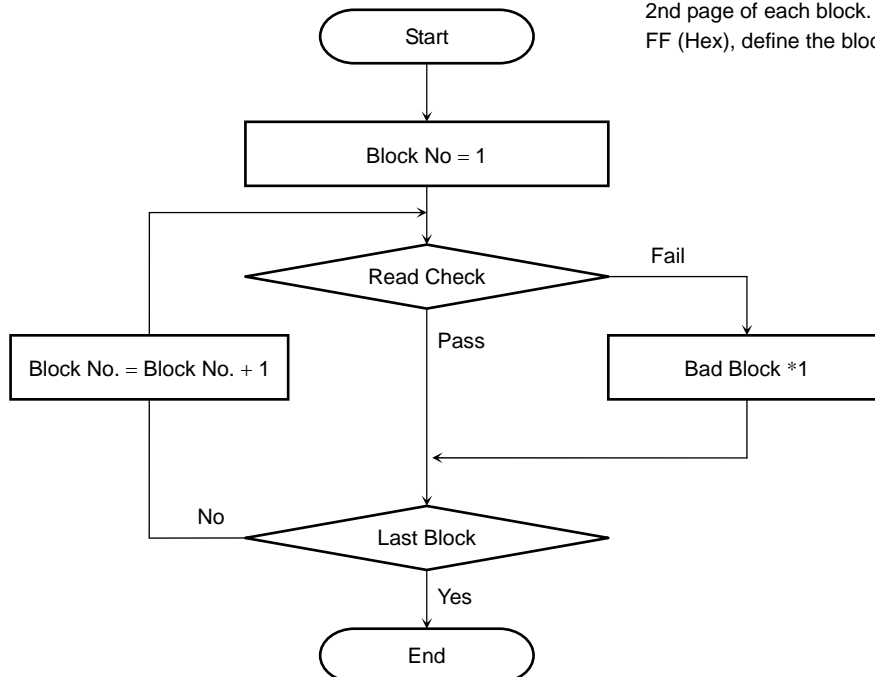 2nd page of each block.
FF (Hex), define the bloc
Start
Block No = 1
Read Check
Fail
Pass
Block No. = Block No. + 1
Bad Block *1
No
Last Block
Yes
End